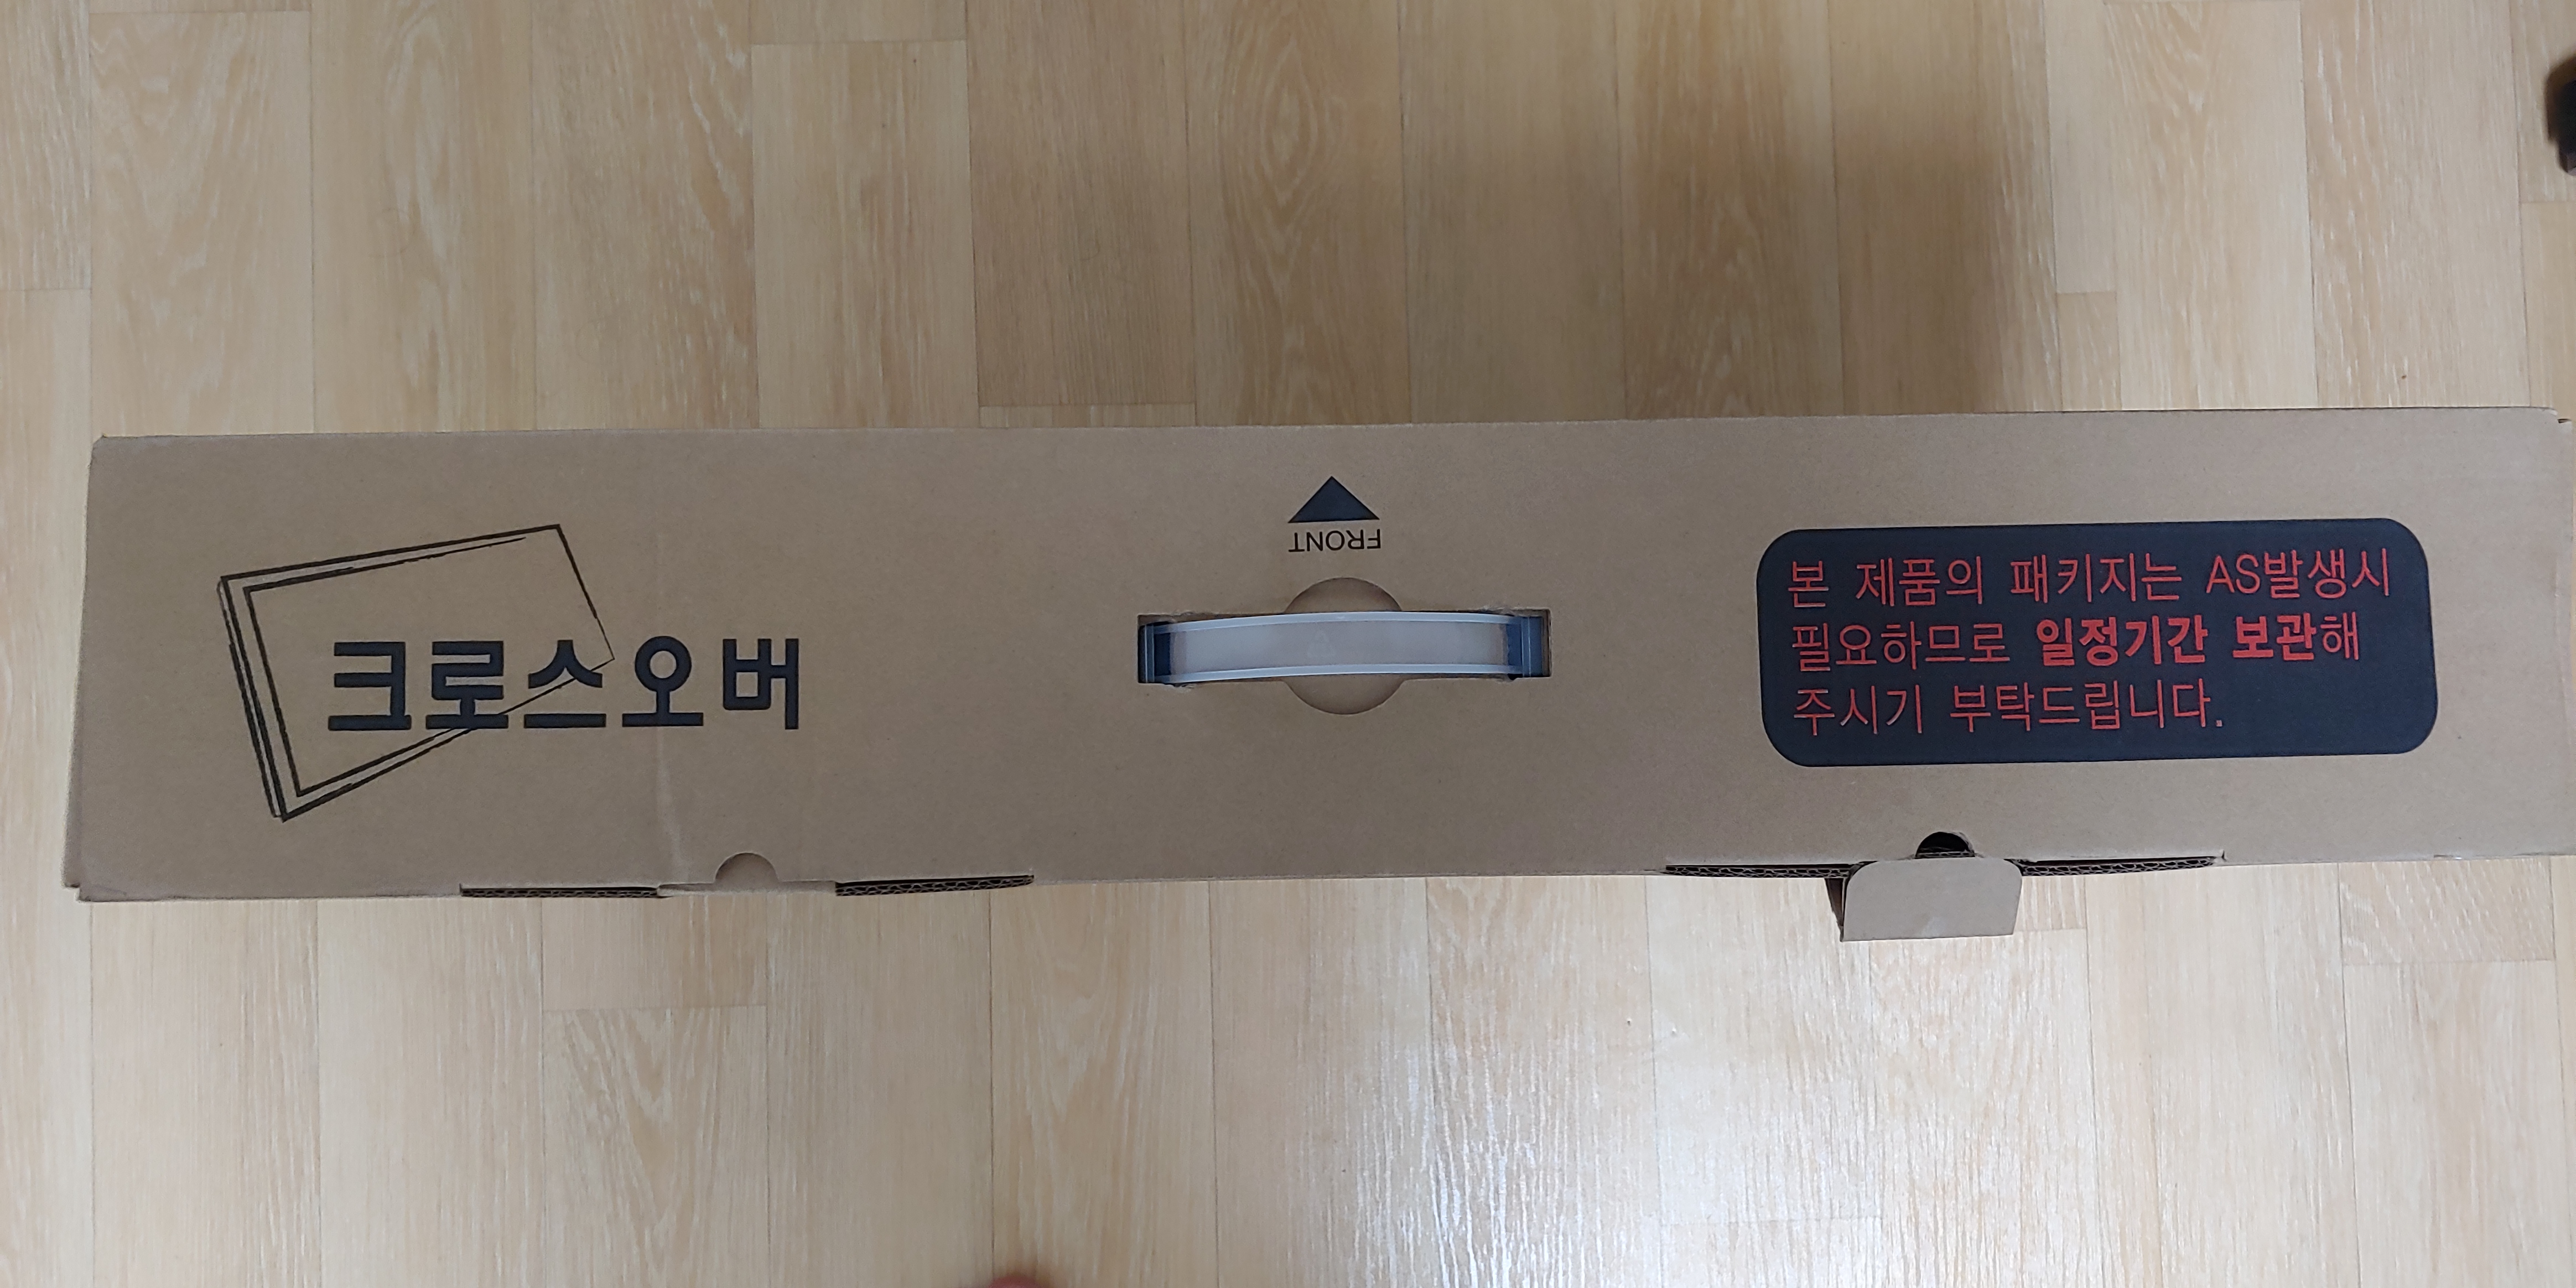 크로스오버
FRONT
본 제품의 패키지는 AS발생시
필요하므로 일정기간 보관해
주시기 부탁드립니다.